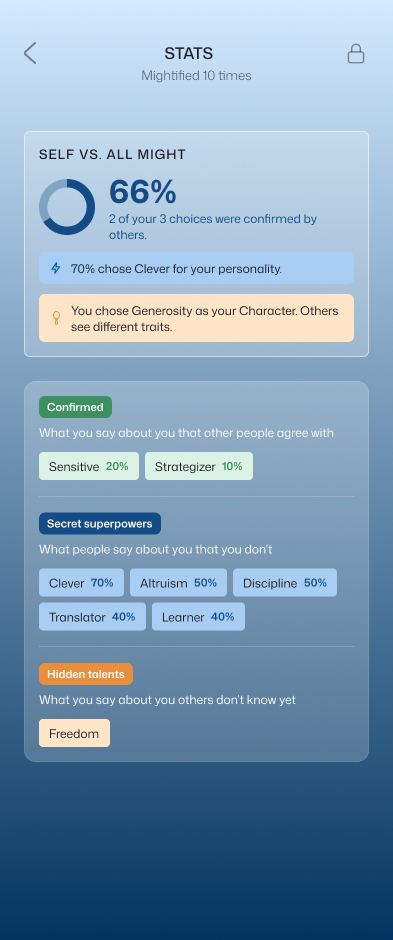 STATS
Mightified 10 times
SELF VS. ALL MIGHT
66%
2 of your 3 choices were confirmed by
others.
70% chose Clever for your personality.
You chose Generosity as your Character. Others
see different traits.
Confirmed
What you say about you that other people agree with
Sensitive 20% Strategizer 10%
Secret superpowers
What people say about you that you don't
Clever 70% Altruism 50% Discipline 50%
Translator 40% Learner 40%
Hidden talents
What you say about you others don't know yet
Freedom